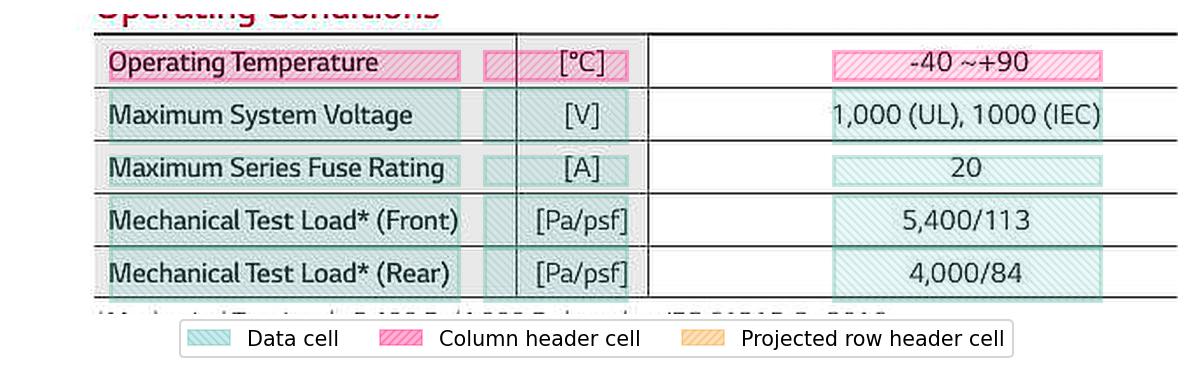 Operating Conditions
Operating Temperature [°C] -40 ~+90
Maximum System Voltage [V] 1,000 (UL), 1000 (IEC)
Maximum Series Fuse Rating [A] 20
Mechanical Test Load* (Front) [Pa/psf] 5,400/113
Mechanical Test Load* (Rear) [Pa/psf] 4,000/84
Data cell Column header cell Projected row header cell